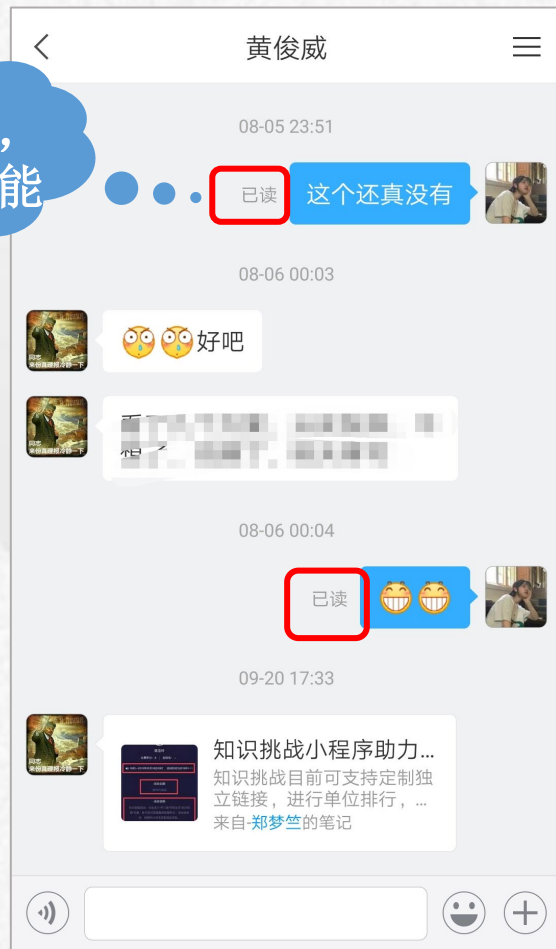 黄俊威
08-05 23:51
，
能
已读
这个还真没有
08-06 00:03
好吧
08-06 00:04
已读
09-20 17:33
知识挑战小程序助力...
知识挑战目前可支持定制独
立链接，进行单位排行，...
来自-郑梦竺的笔记